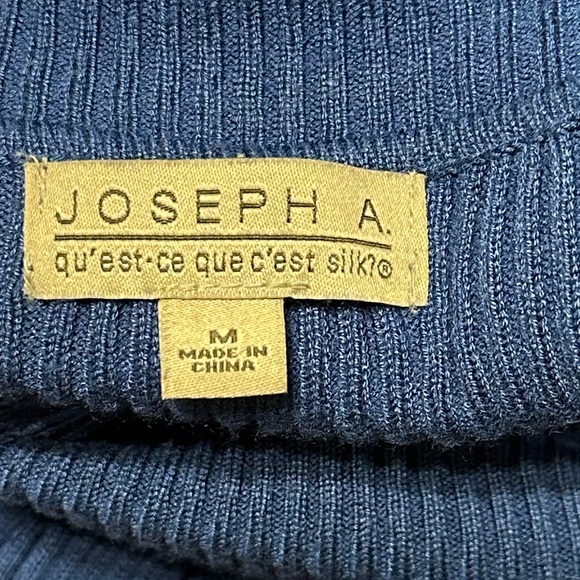 JOSEPH A.
qu'est-ce que c'est silk?®
M
MADE IN
CHINA